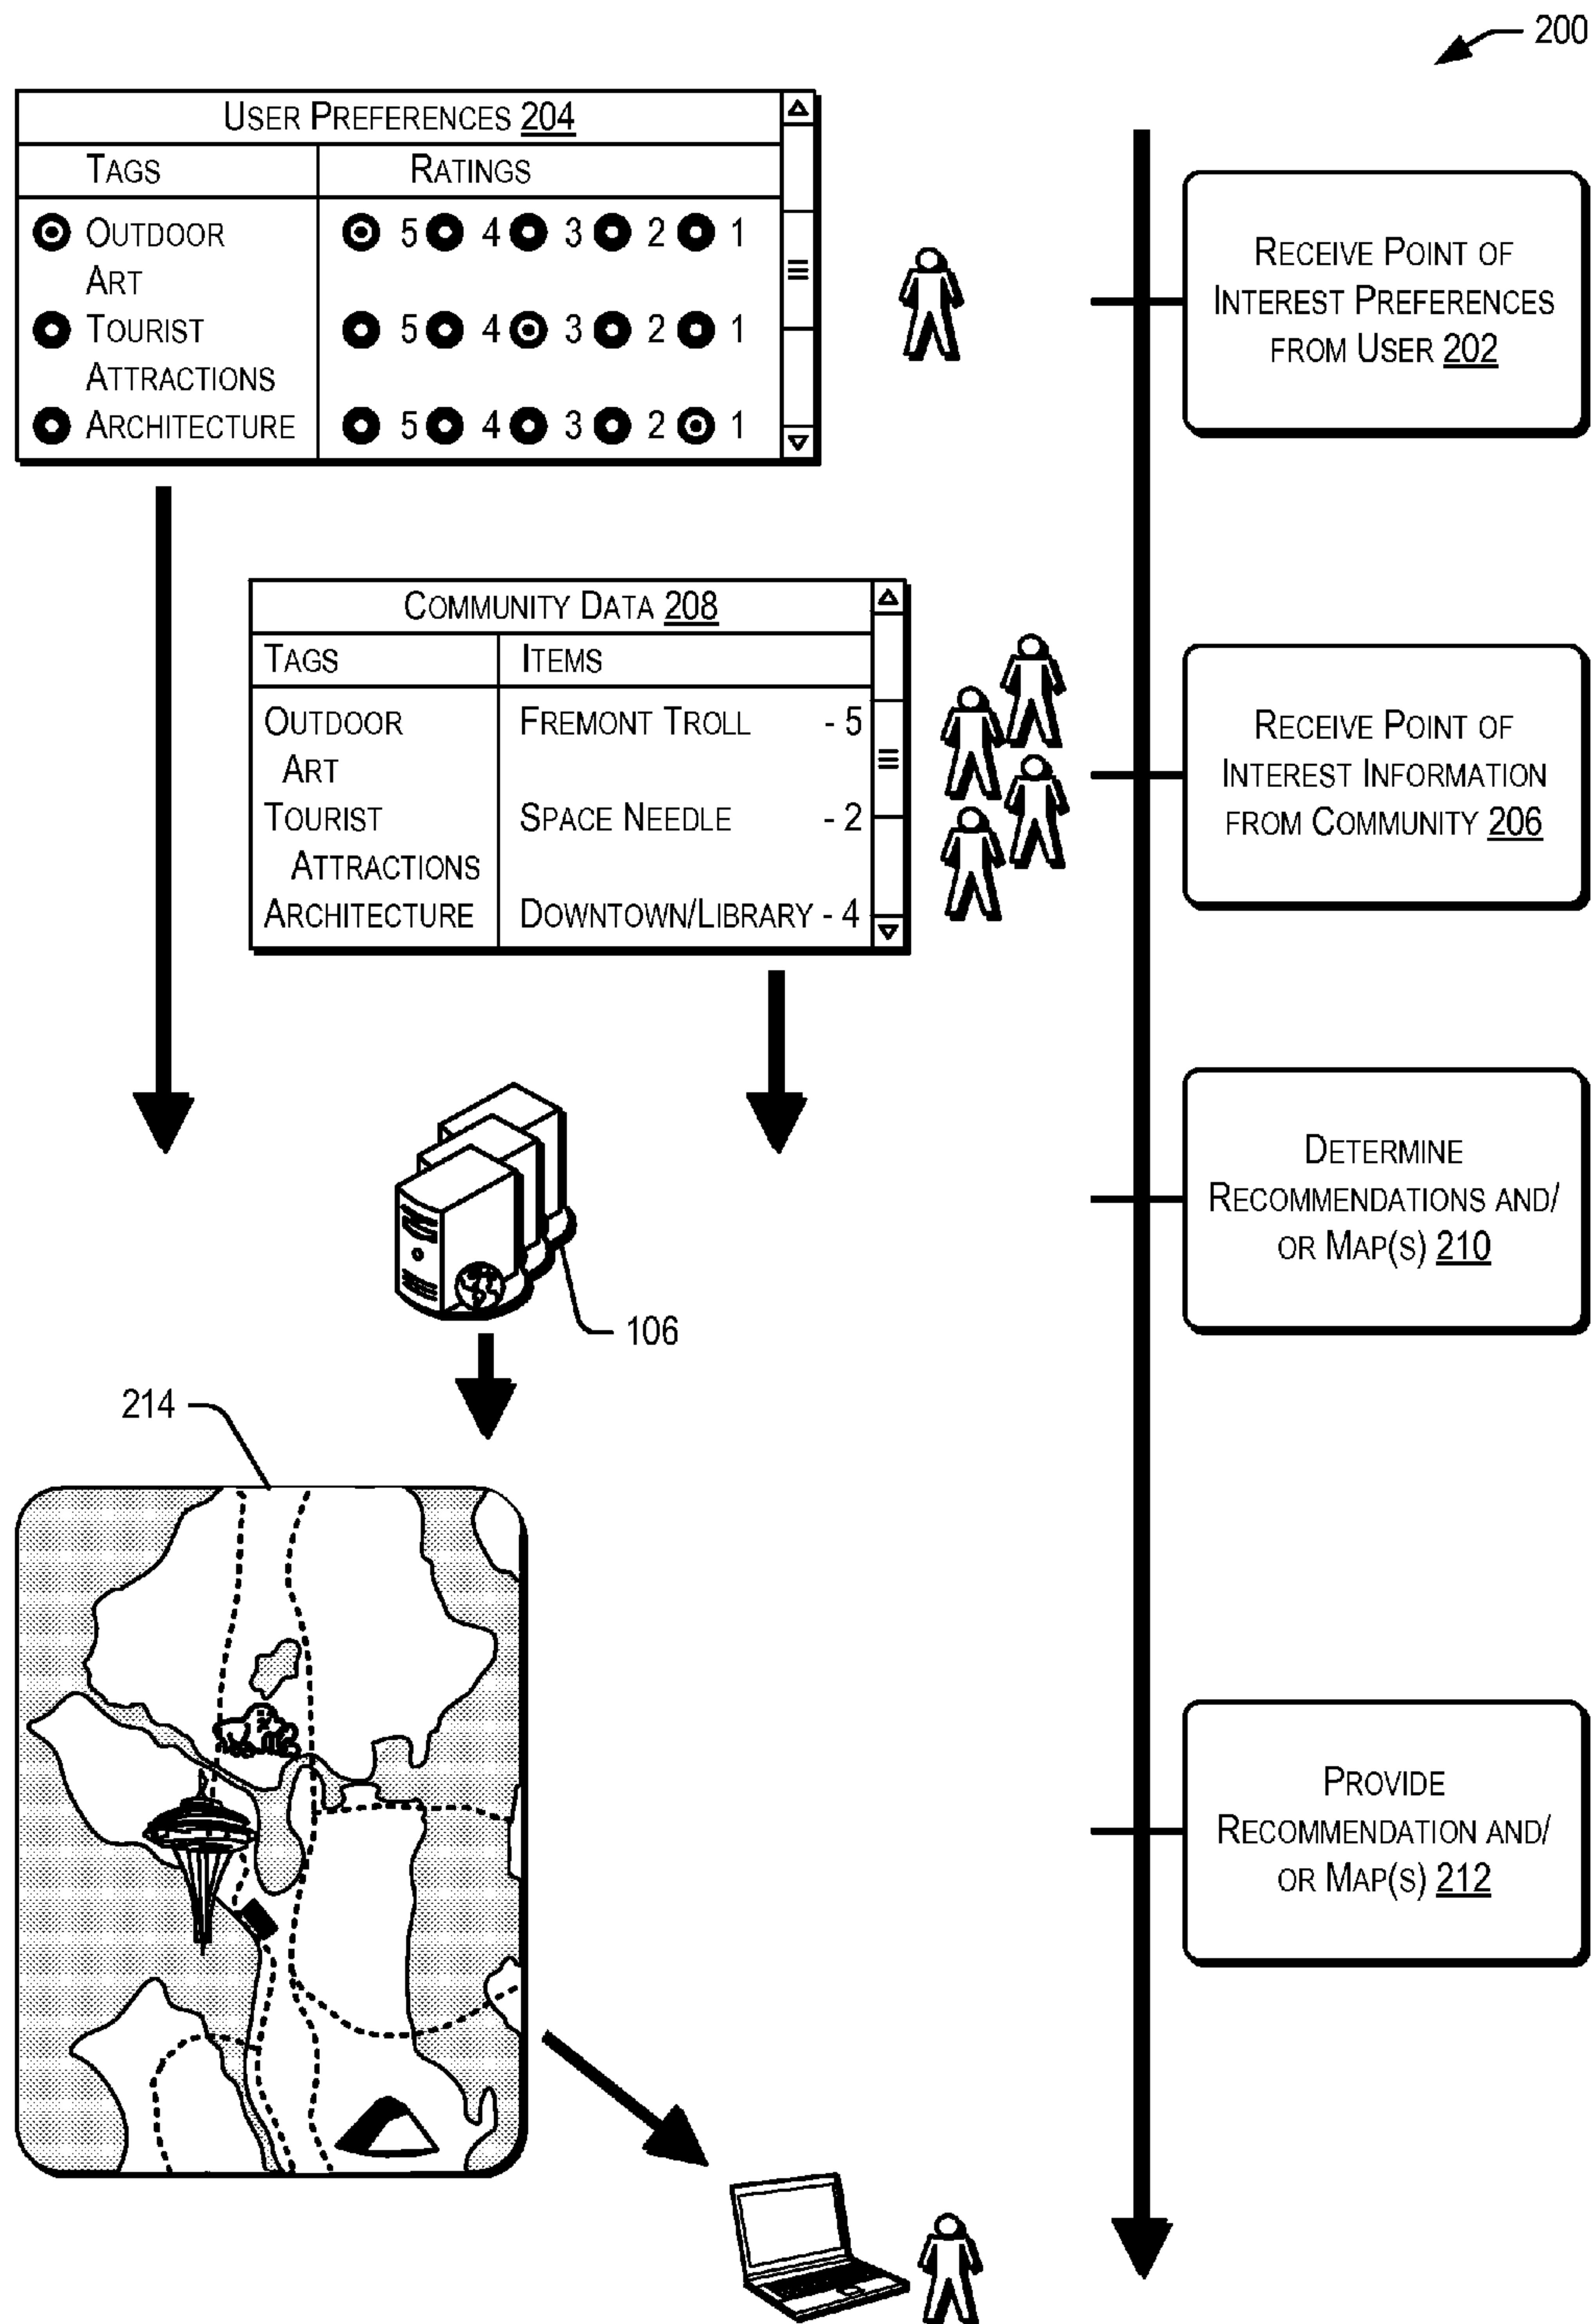 200
USER PREFERENCES 204
TAGS RATINGS
OUTDOOR 5 4 3 2 1
ART
TOURIST 5 4 3 2 1
ATTRACTIONS
ARCHITECTURE 5 4 3 2 1
RECEIVE POINT OF
INTEREST PREFERENCES
FROM USER 202
COMMUNITY DATA 208
TAGS ITEMS
OUTDOOR FREMONT TROLL - 5
ART
TOURIST SPACE NEEDLE - 2
ATTRACTIONS
ARCHITECTURE DOWNTOWN/LIBRARY - 4
RECEIVE POINT OF
INTEREST INFORMATION
FROM COMMUNITY 206
106
DETERMINE
RECOMMENDATIONS AND/
OR MAP(S) 210
214
PROVIDE
RECOMMENDATION AND/
OR MAP(S) 212